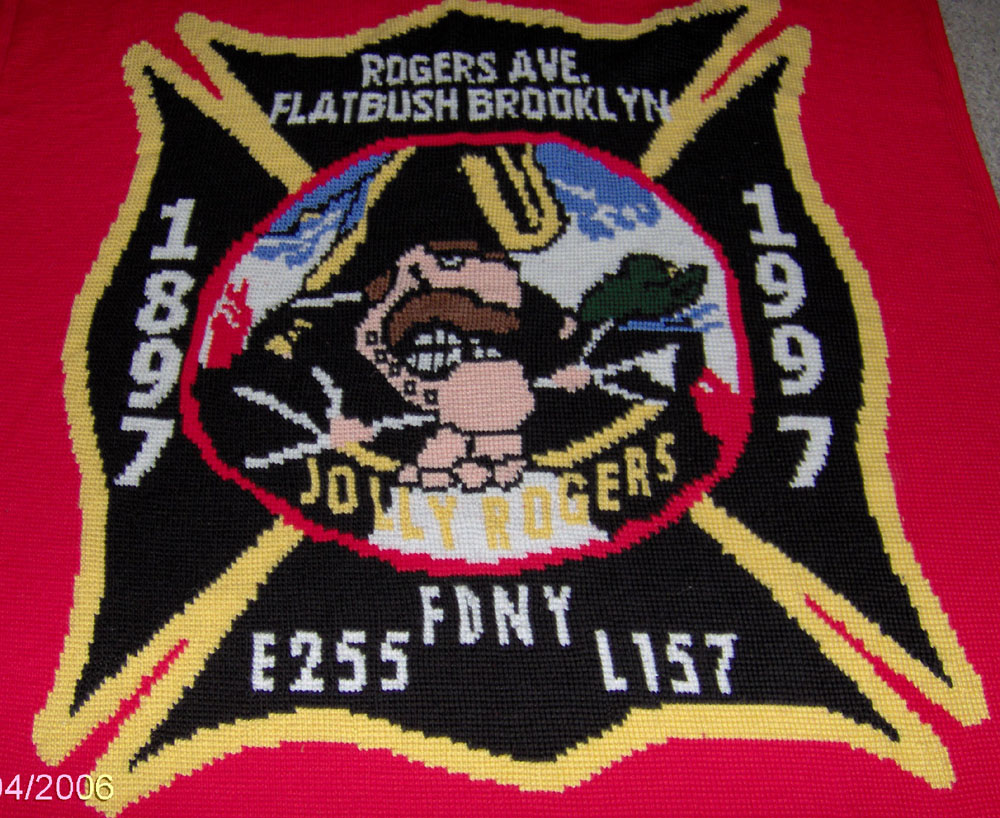 ROGERS AVE.
FLATBUSH BROOKLYN
1897
1997
JOLLY ROGERS
FDNY
E255 L157
04/2006